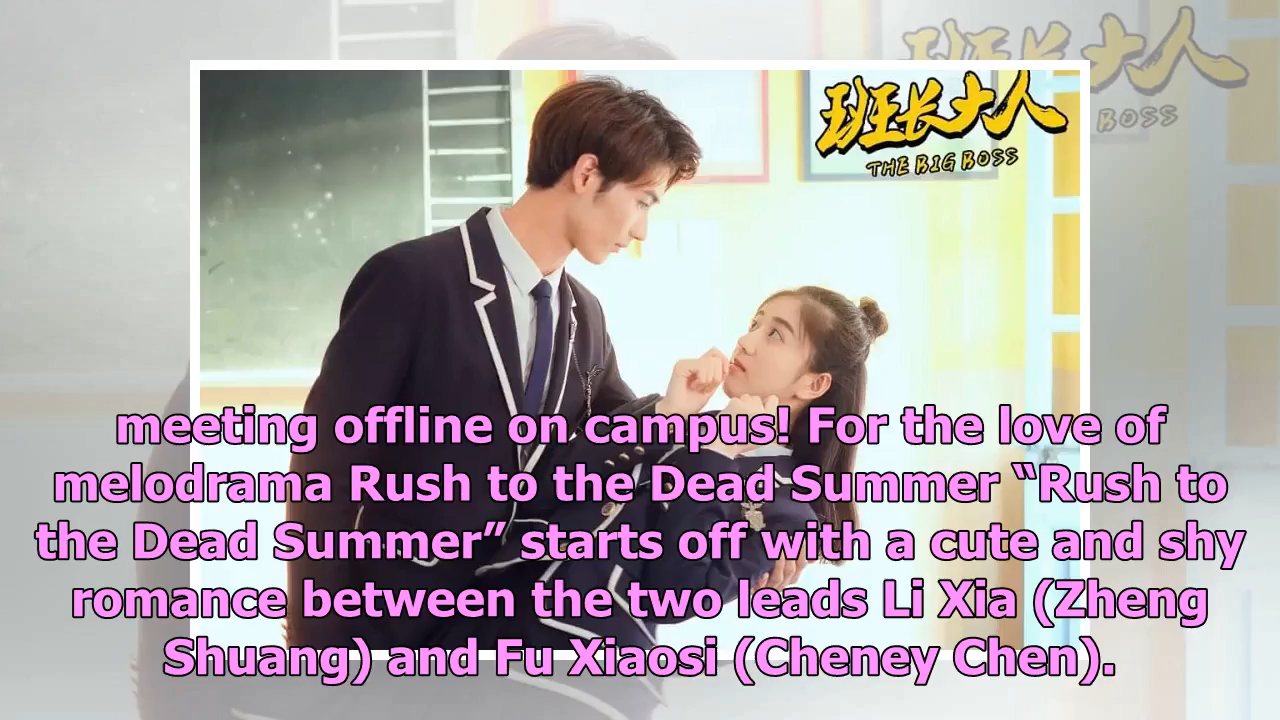 班长大人
THE BIG BOSS
BOSS
meeting offline on campus! For the love of
melodrama Rush to the Dead Summer “Rush to
the Dead Summer” starts off with a cute and shy
romance between the two leads Li Xia (Zheng
Shuang) and Fu Xiaosi (Cheney Chen).